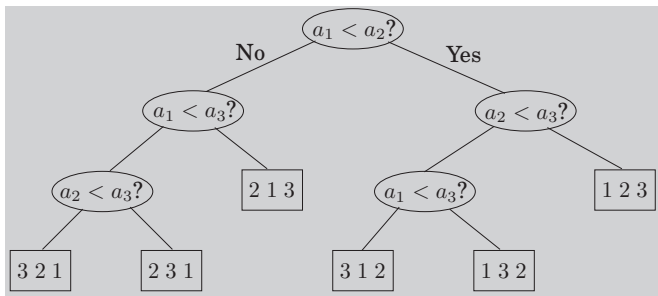 a₁ < a₂?
No
Yes
a₁ < a₃?
a₂ < a₃?
a₂ < a₃?
2 1 3
a₁ < a₃?
1 2 3
3 2 1
2 3 1
3 1 2
1 3 2